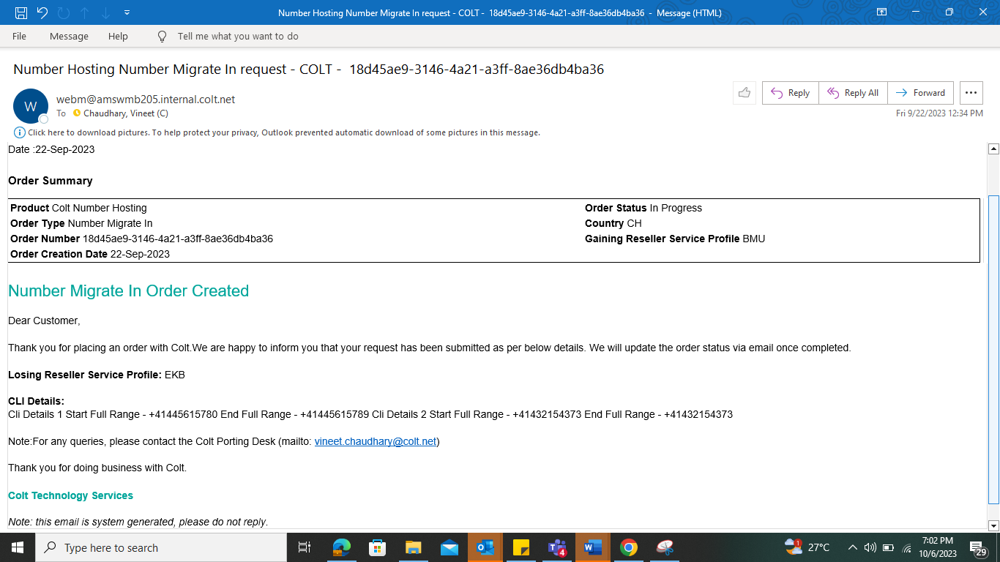 Number Hosting Number Migrate In request - COLT -  18d45ae9-3146-4a21-a3ff-8ae36db4ba36  -  Message (HTML)
File Message Help Tell me what you want to do
Number Hosting Number Migrate In request - COLT -  18d45ae9-3146-4a21-a3ff-8ae36db4ba36
W
webm@amswmb205.internal.colt.net
To Chaudhary, Vineet (C)
Reply Reply All Forward
Fri 9/22/2023 12:34 PM
Click here to download pictures. To help protect your privacy, Outlook prevented automatic download of some pictures in this message.
Date :22-Sep-2023
Order Summary
Product Colt Number Hosting
Order Type Number Migrate In
Order Number 18d45ae9-3146-4a21-a3ff-8ae36db4ba36
Order Creation Date 22-Sep-2023
Order Status In Progress
Country CH
Gaining Reseller Service Profile BMU
Number Migrate In Order Created
Dear Customer,
Thank you for placing an order with Colt.We are happy to inform you that your request has been submitted as per below details. We will update the order status via email once completed.
Losing Reseller Service Profile: EKB
CLI Details:
Cli Details 1 Start Full Range - +41445615780 End Full Range - +41445615789 Cli Details 2 Start Full Range - +41432154373 End Full Range - +41432154373
Note:For any queries, please contact the Colt Porting Desk (mailto: vineet.chaudhary@colt.net)
Thank you for doing business with Colt.
Colt Technology Services
Note: this email is system generated, please do not reply.
Type here to search
4
1
27°C
7:02 PM
10/6/2023
29